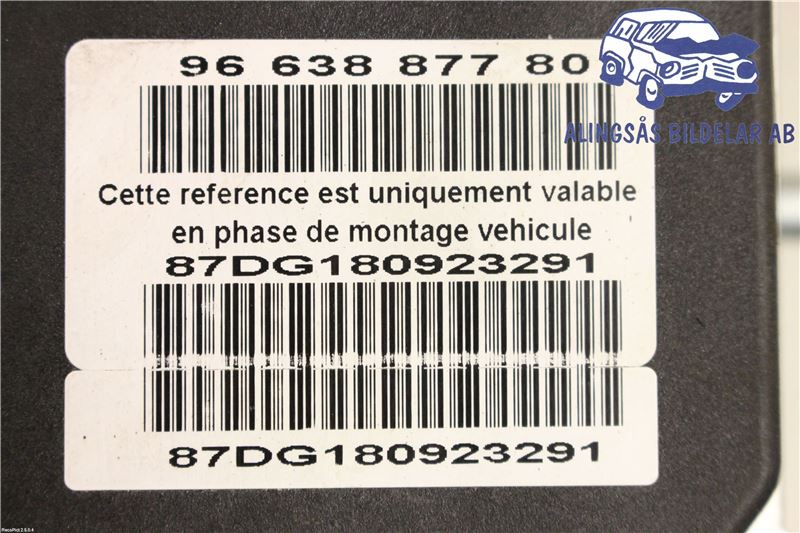 96 638 877 80
ALINGSÅS BILDELAR AB
Cette reference est uniquement valable
en phase de montage vehicule
87DG180923291
87DG180923291